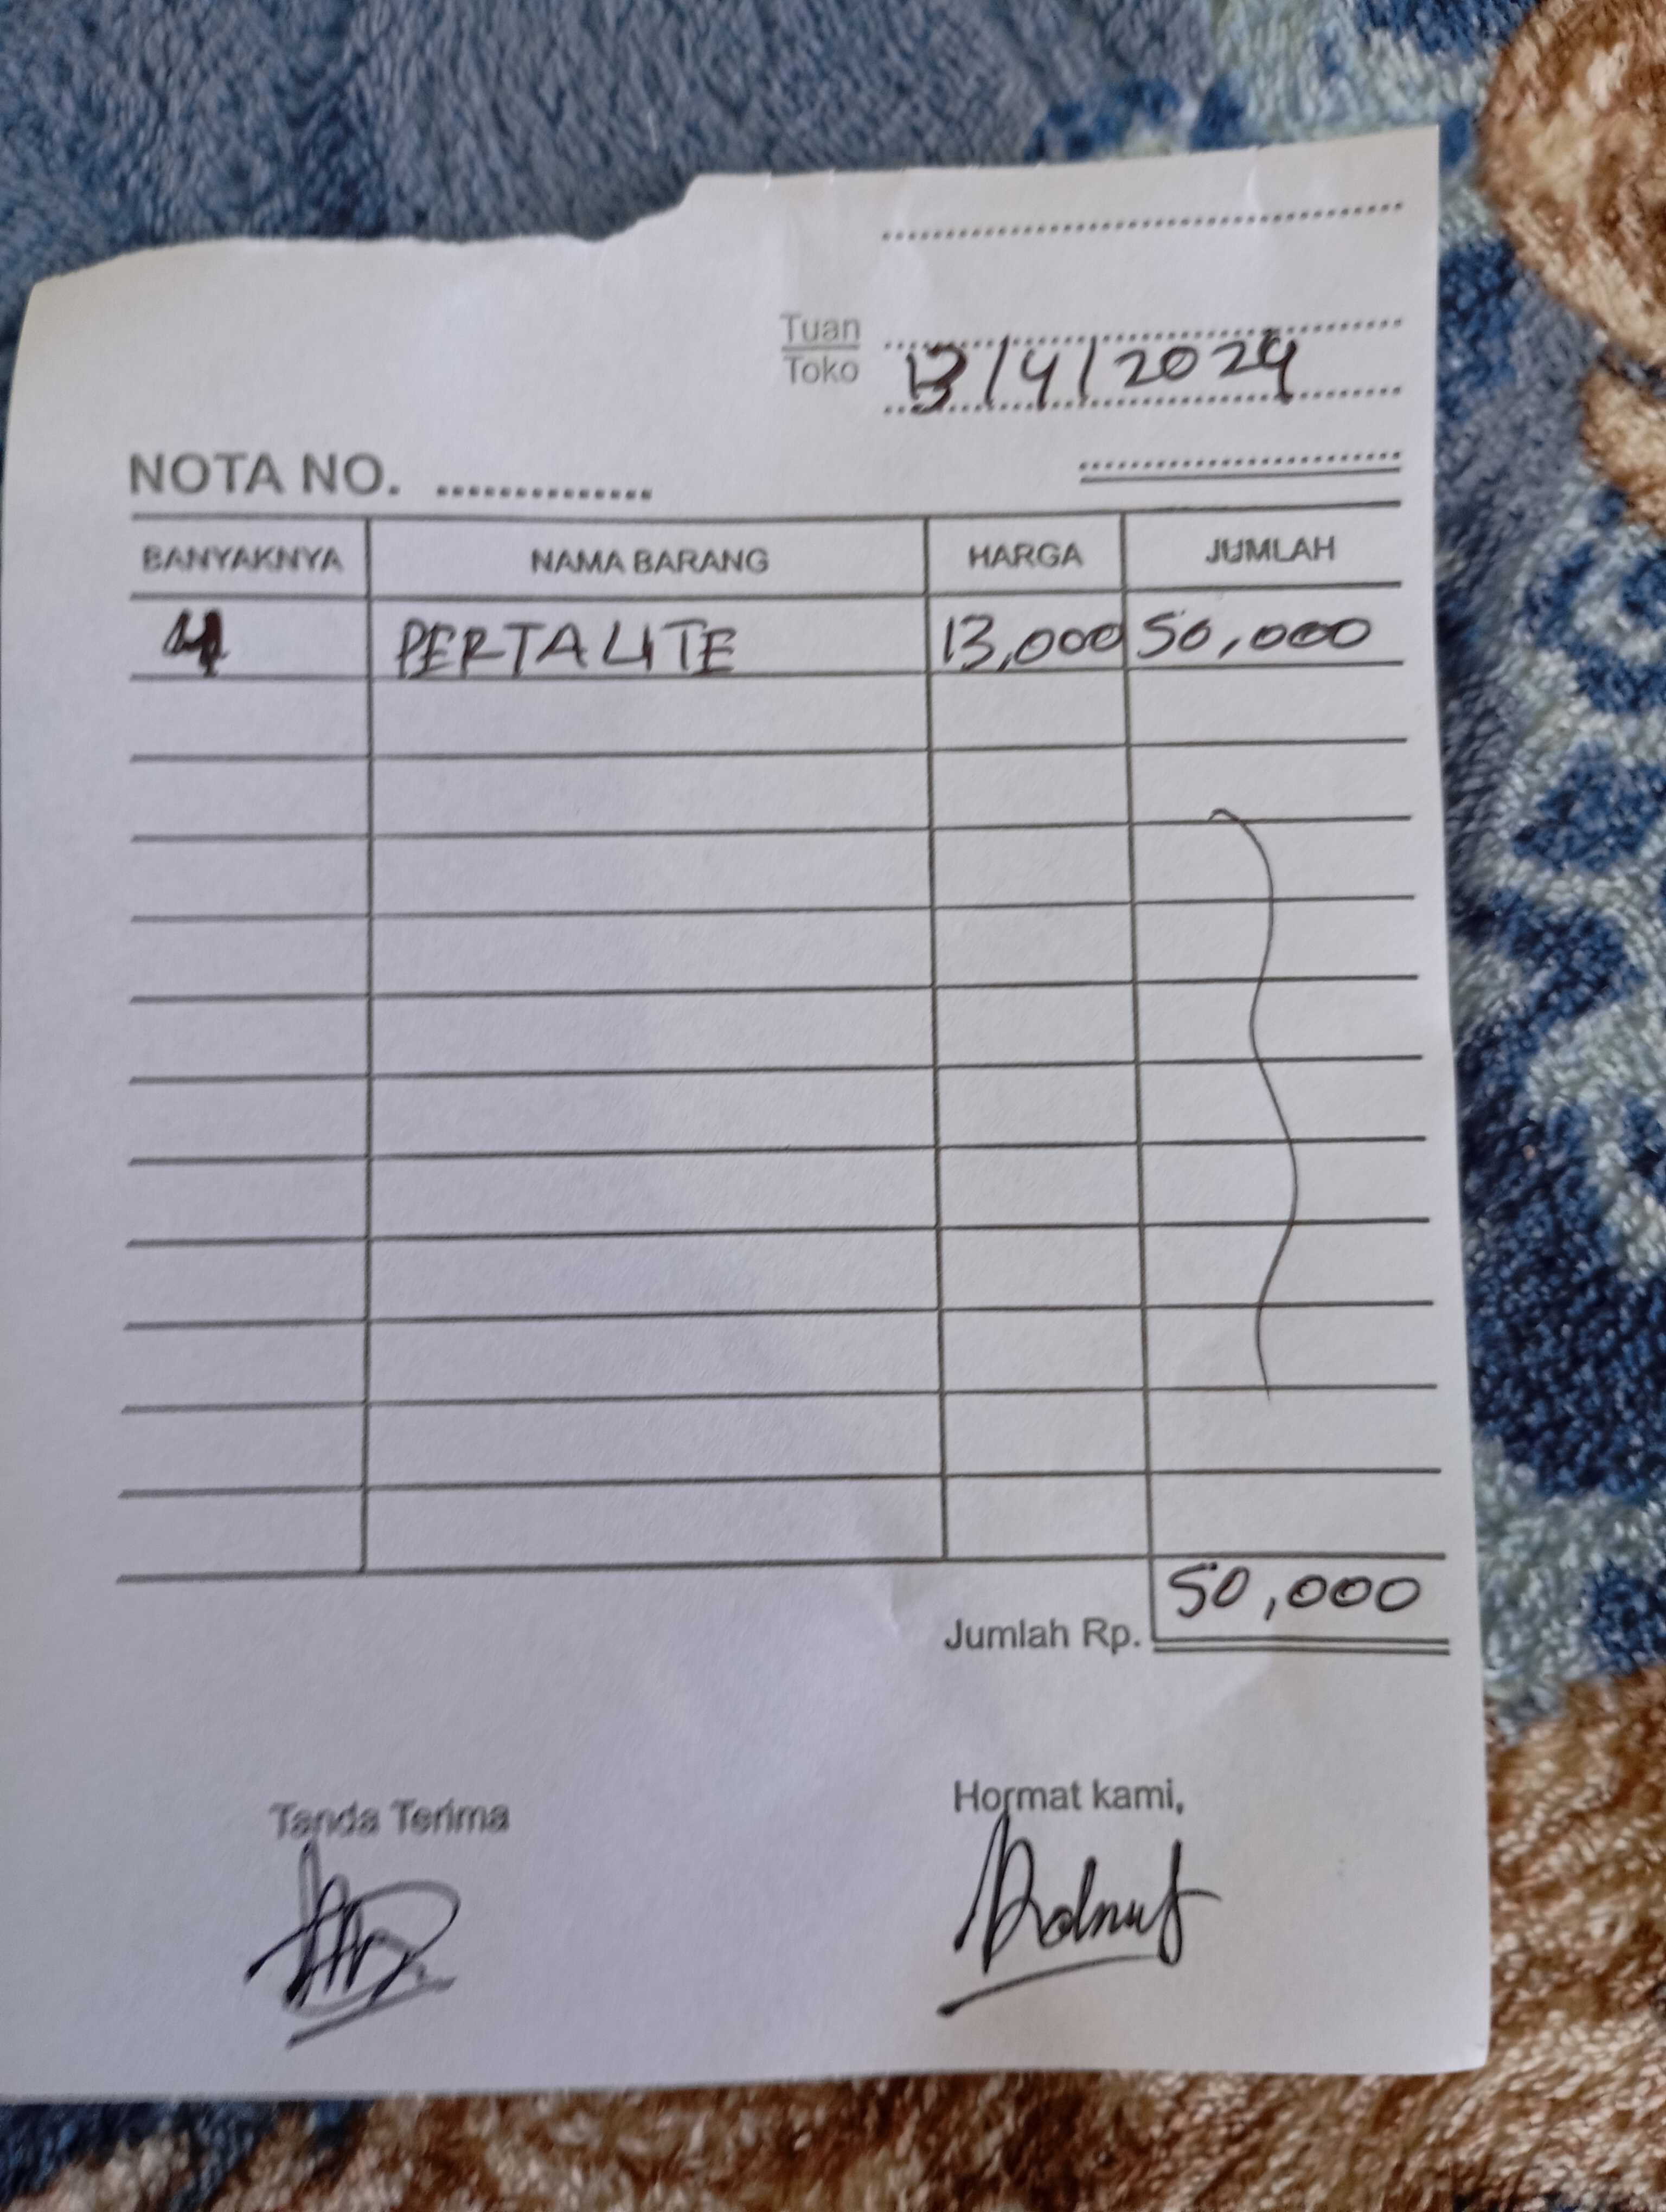 Tuan
Toko 13/4/2024
NOTA NO.
BANYAKNYA NAMA BARANG HARGA JUMLAH
4 PERTALITE 13,000 50,000
Jumlah Rp. 50,000
Tanda Terima Hormat kami,